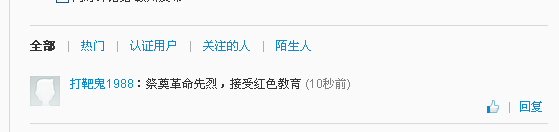 全部 | 热门 | 认证用户 | 关注的人 | 陌生人
打靶鬼1988：祭奠革命先烈，接受红色教育 (10秒前)
| 回复